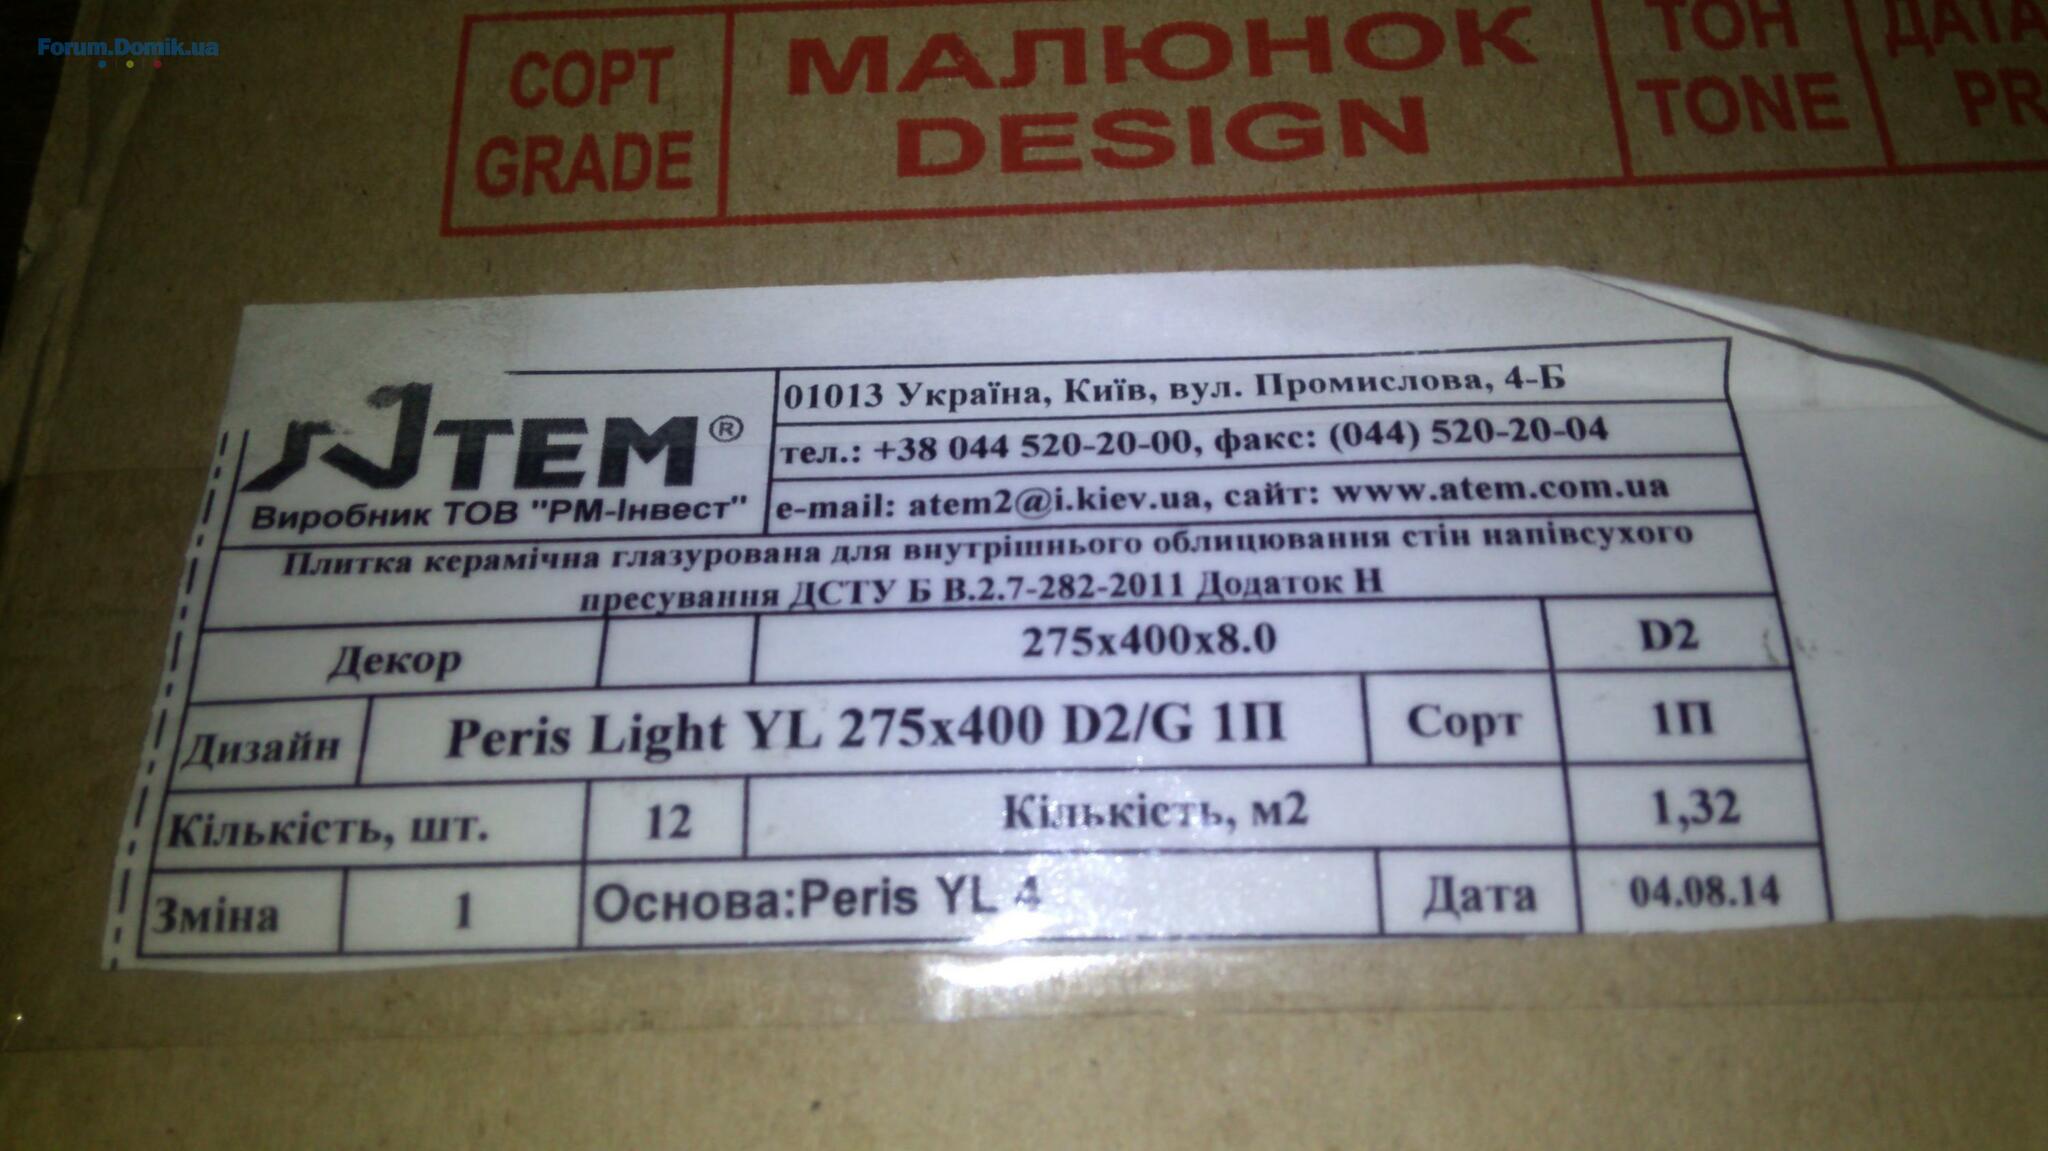 Forum.Domik.ua
СОРТ МАЛЮНОК ТОН ДАТА
GRADE DESIGN TONE PR
ATEM®
Виробник ТОВ "РМ-Інвест"
01013 Україна, Київ, вул. Промислова, 4-Б
тел.: +38 044 520-20-00, факс: (044) 520-20-04
e-mail: atem2@i.kiev.ua, сайт: www.atem.com.ua
Плитка керамічна глазурована для внутрішнього облицювання стін напівсухого
пресування ДСТУ Б В.2.7-282-2011 Додаток Н
Декор 275х400х8.0 D2
Дизайн Peris Light YL 275x400 D2/G 1П Сорт 1П
Кількість, шт. 12 Кількість, м2 1,32
Зміна 1 Основа:Peris YL 4 Дата 04.08.14